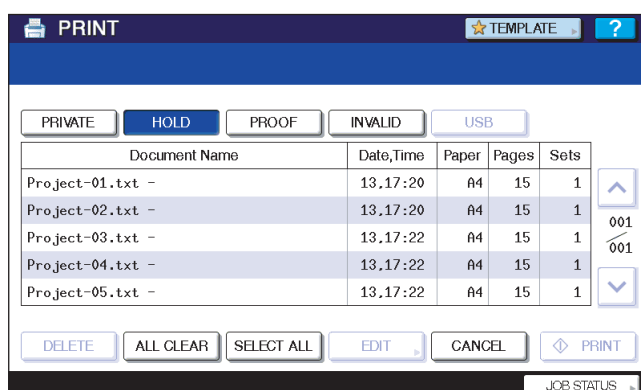 PRINT TEMPLATE ?
PRIVATE HOLD PROOF INVALID USB
Document Name Date,Time Paper Pages Sets
Project-01.txt - 13,17:20 A4 15 1
Project-02.txt - 13,17:20 A4 15 1
Project-03.txt - 13,17:22 A4 15 1
Project-04.txt - 13,17:22 A4 15 1
Project-05.txt - 13,17:22 A4 15 1
001
/001
DELETE ALL CLEAR SELECT ALL EDIT CANCEL PRINT
JOB STATUS